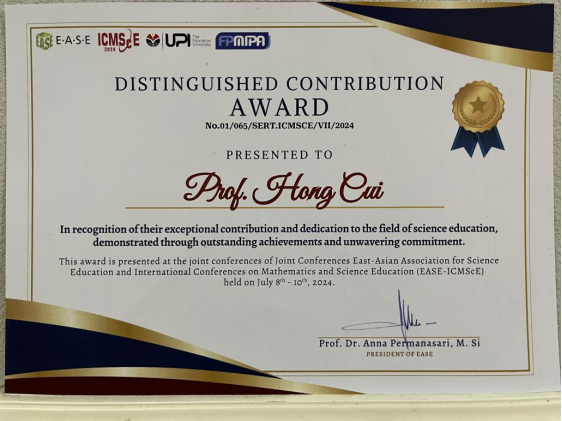 EASE E·A·S·E ICMScE 2024 UPI The Education University FPMIPA
DISTINGUISHED CONTRIBUTION
AWARD
No.01/065/SERT.ICMSCE/VII/2024
PRESENTED TO
Prof. Hong Cui
In recognition of their exceptional contribution and dedication to the field of science education,
demonstrated through outstanding achievements and unwavering commitment.
This award is presented at the joint conferences of Joint Conferences East-Asian Association for Science
Education and International Conferences on Mathematics and Science Education (EASE-ICMScE)
held on July 8th - 10th, 2024.
Prof. Dr. Anna Permanasari, M. Si
PRESIDENT OF EASE